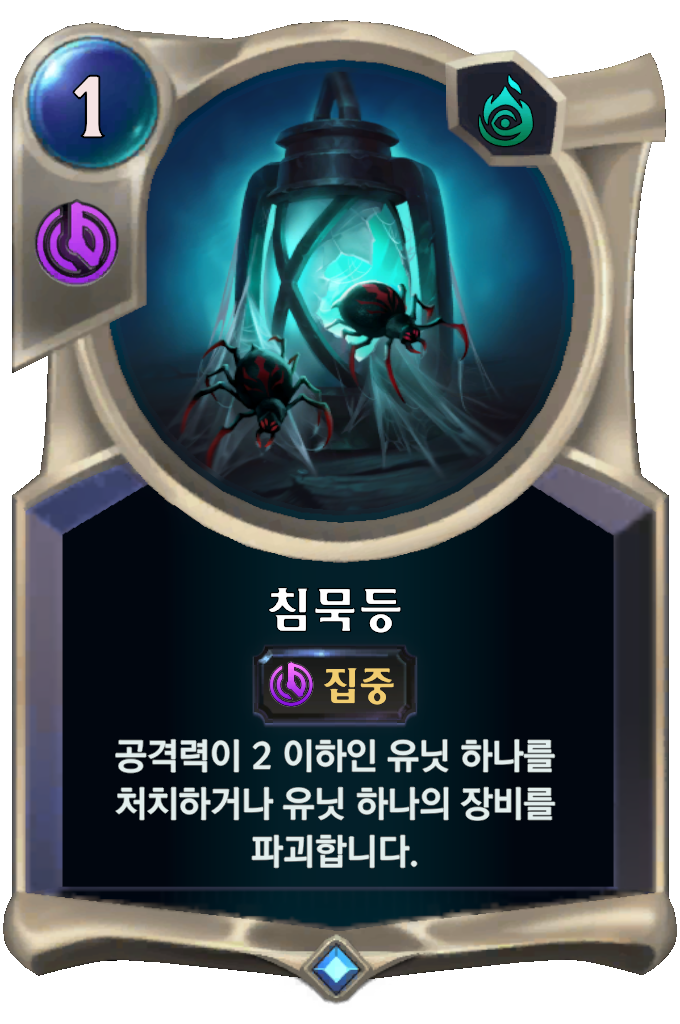 1
침묵등
집중
공격력이 2 이하인 유닛 하나를
처치하거나 유닛 하나의 장비를
파괴합니다.